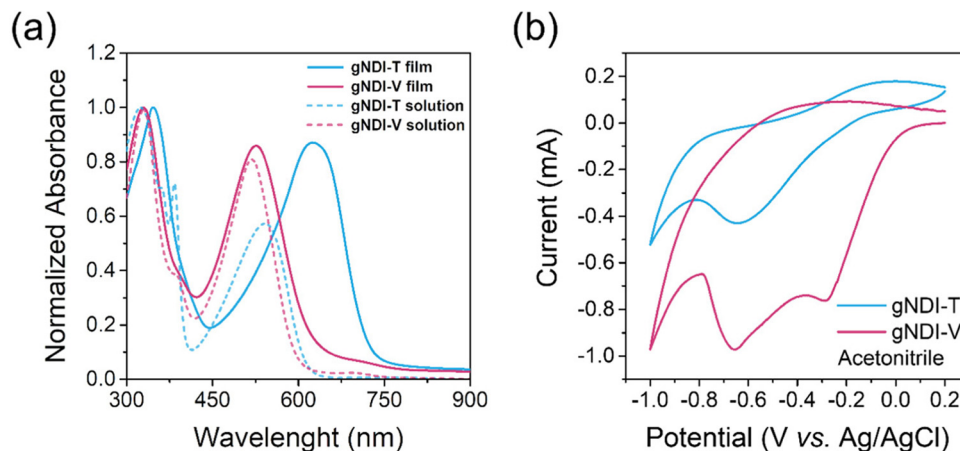 (a)
1.2
1.0
0.8
0.6
0.4
0.2
0.0
Normalized Absorbance
gNDI-T film
gNDI-V film
gNDI-T solution
gNDI-V solution
300 450 600 750 900
Wavelenght (nm)
(b)
0.2
0.0
-0.2
-0.4
-0.6
-0.8
-1.0
Current (mA)
gNDI-T
gNDI-V
Acetonitrile
-1.0 -0.8 -0.6 -0.4 -0.2 0.0 0.2
Potential (V vs. Ag/AgCl)